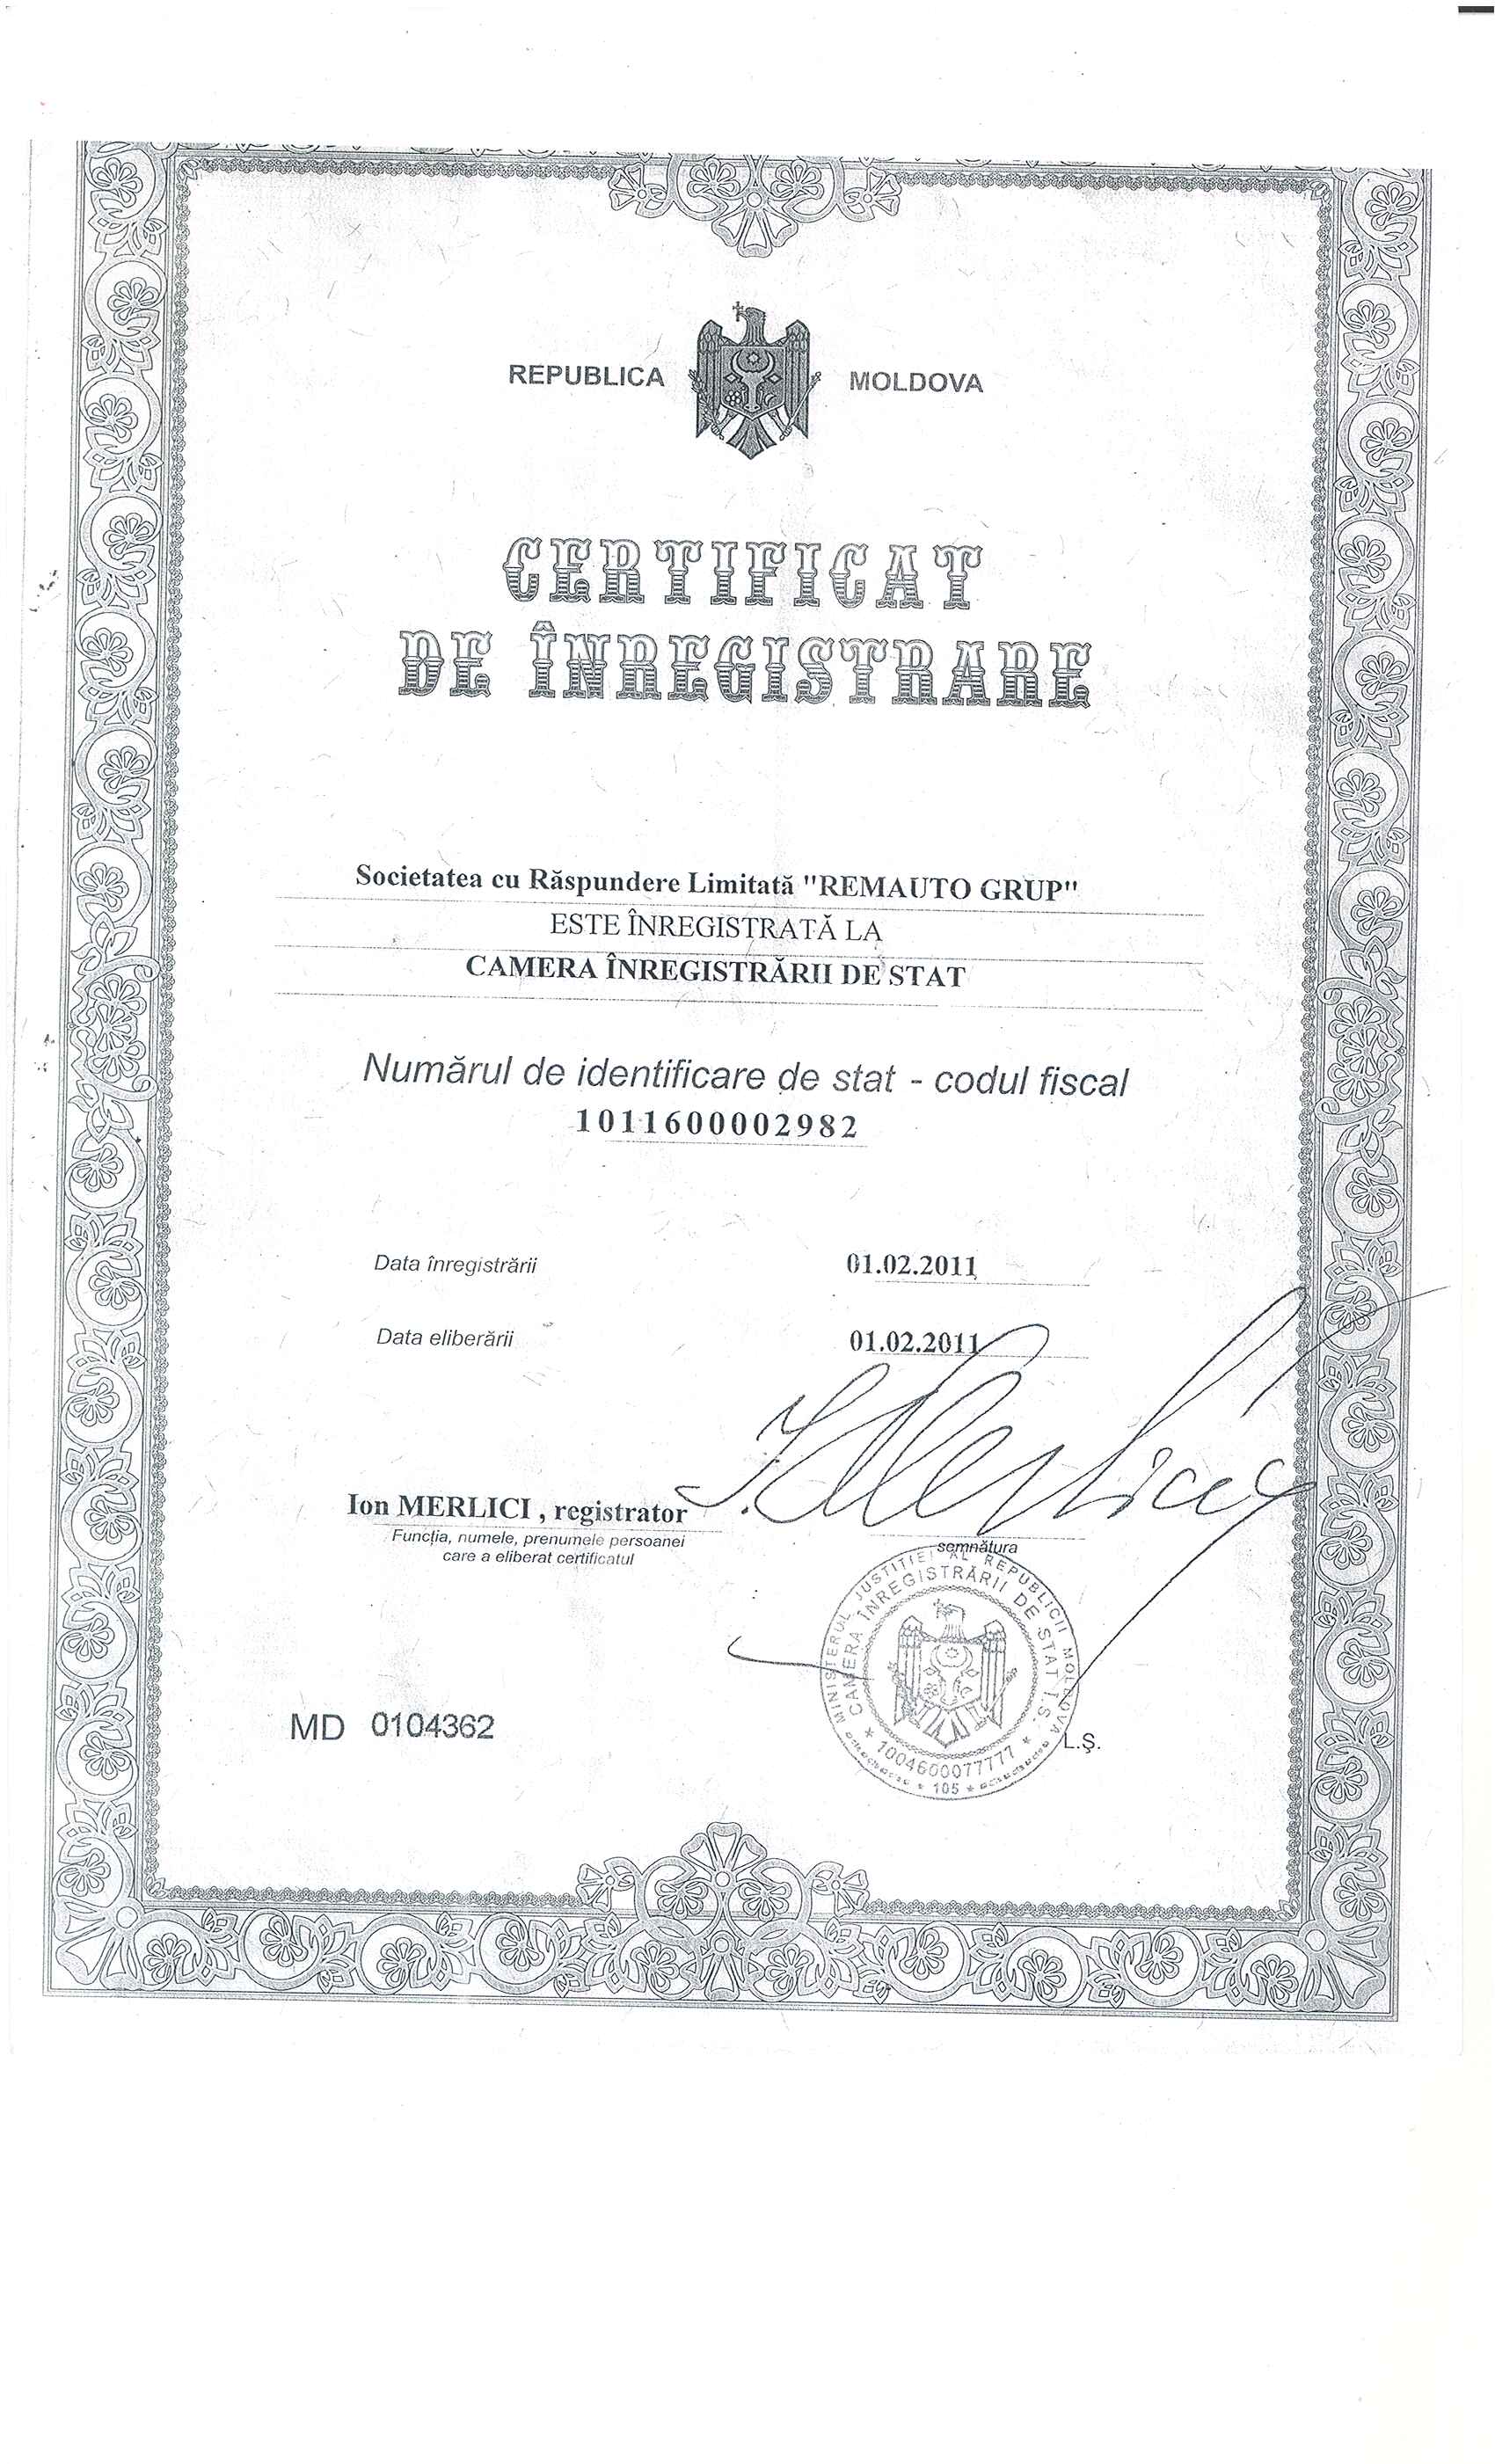 REPUBLICA MOLDOVA
CERTIFICAT
DE ÎNREGISTRARE
Societatea cu Răspundere Limitată "REMAUTO GRUP"
ESTE ÎNREGISTRATĂ LA
CAMERA ÎNREGISTRĂRII DE STAT
Numărul de identificare de stat - codul fiscal
1011600002982
Data înregistrării 01.02.2011
Data eliberării 01.02.2011
Ion MERLICI , registrator
Funcția, numele, prenumele persoanei
care a eliberat certificatul
semnătura
MINISTERUL JUSTIȚIEI AL REPUBLICII MOLDOVA
CAMERA ÎNREGISTRĂRII DE STAT Î.S.
* 1004600077777 *
* 105 *
L.Ș.
MD 0104362